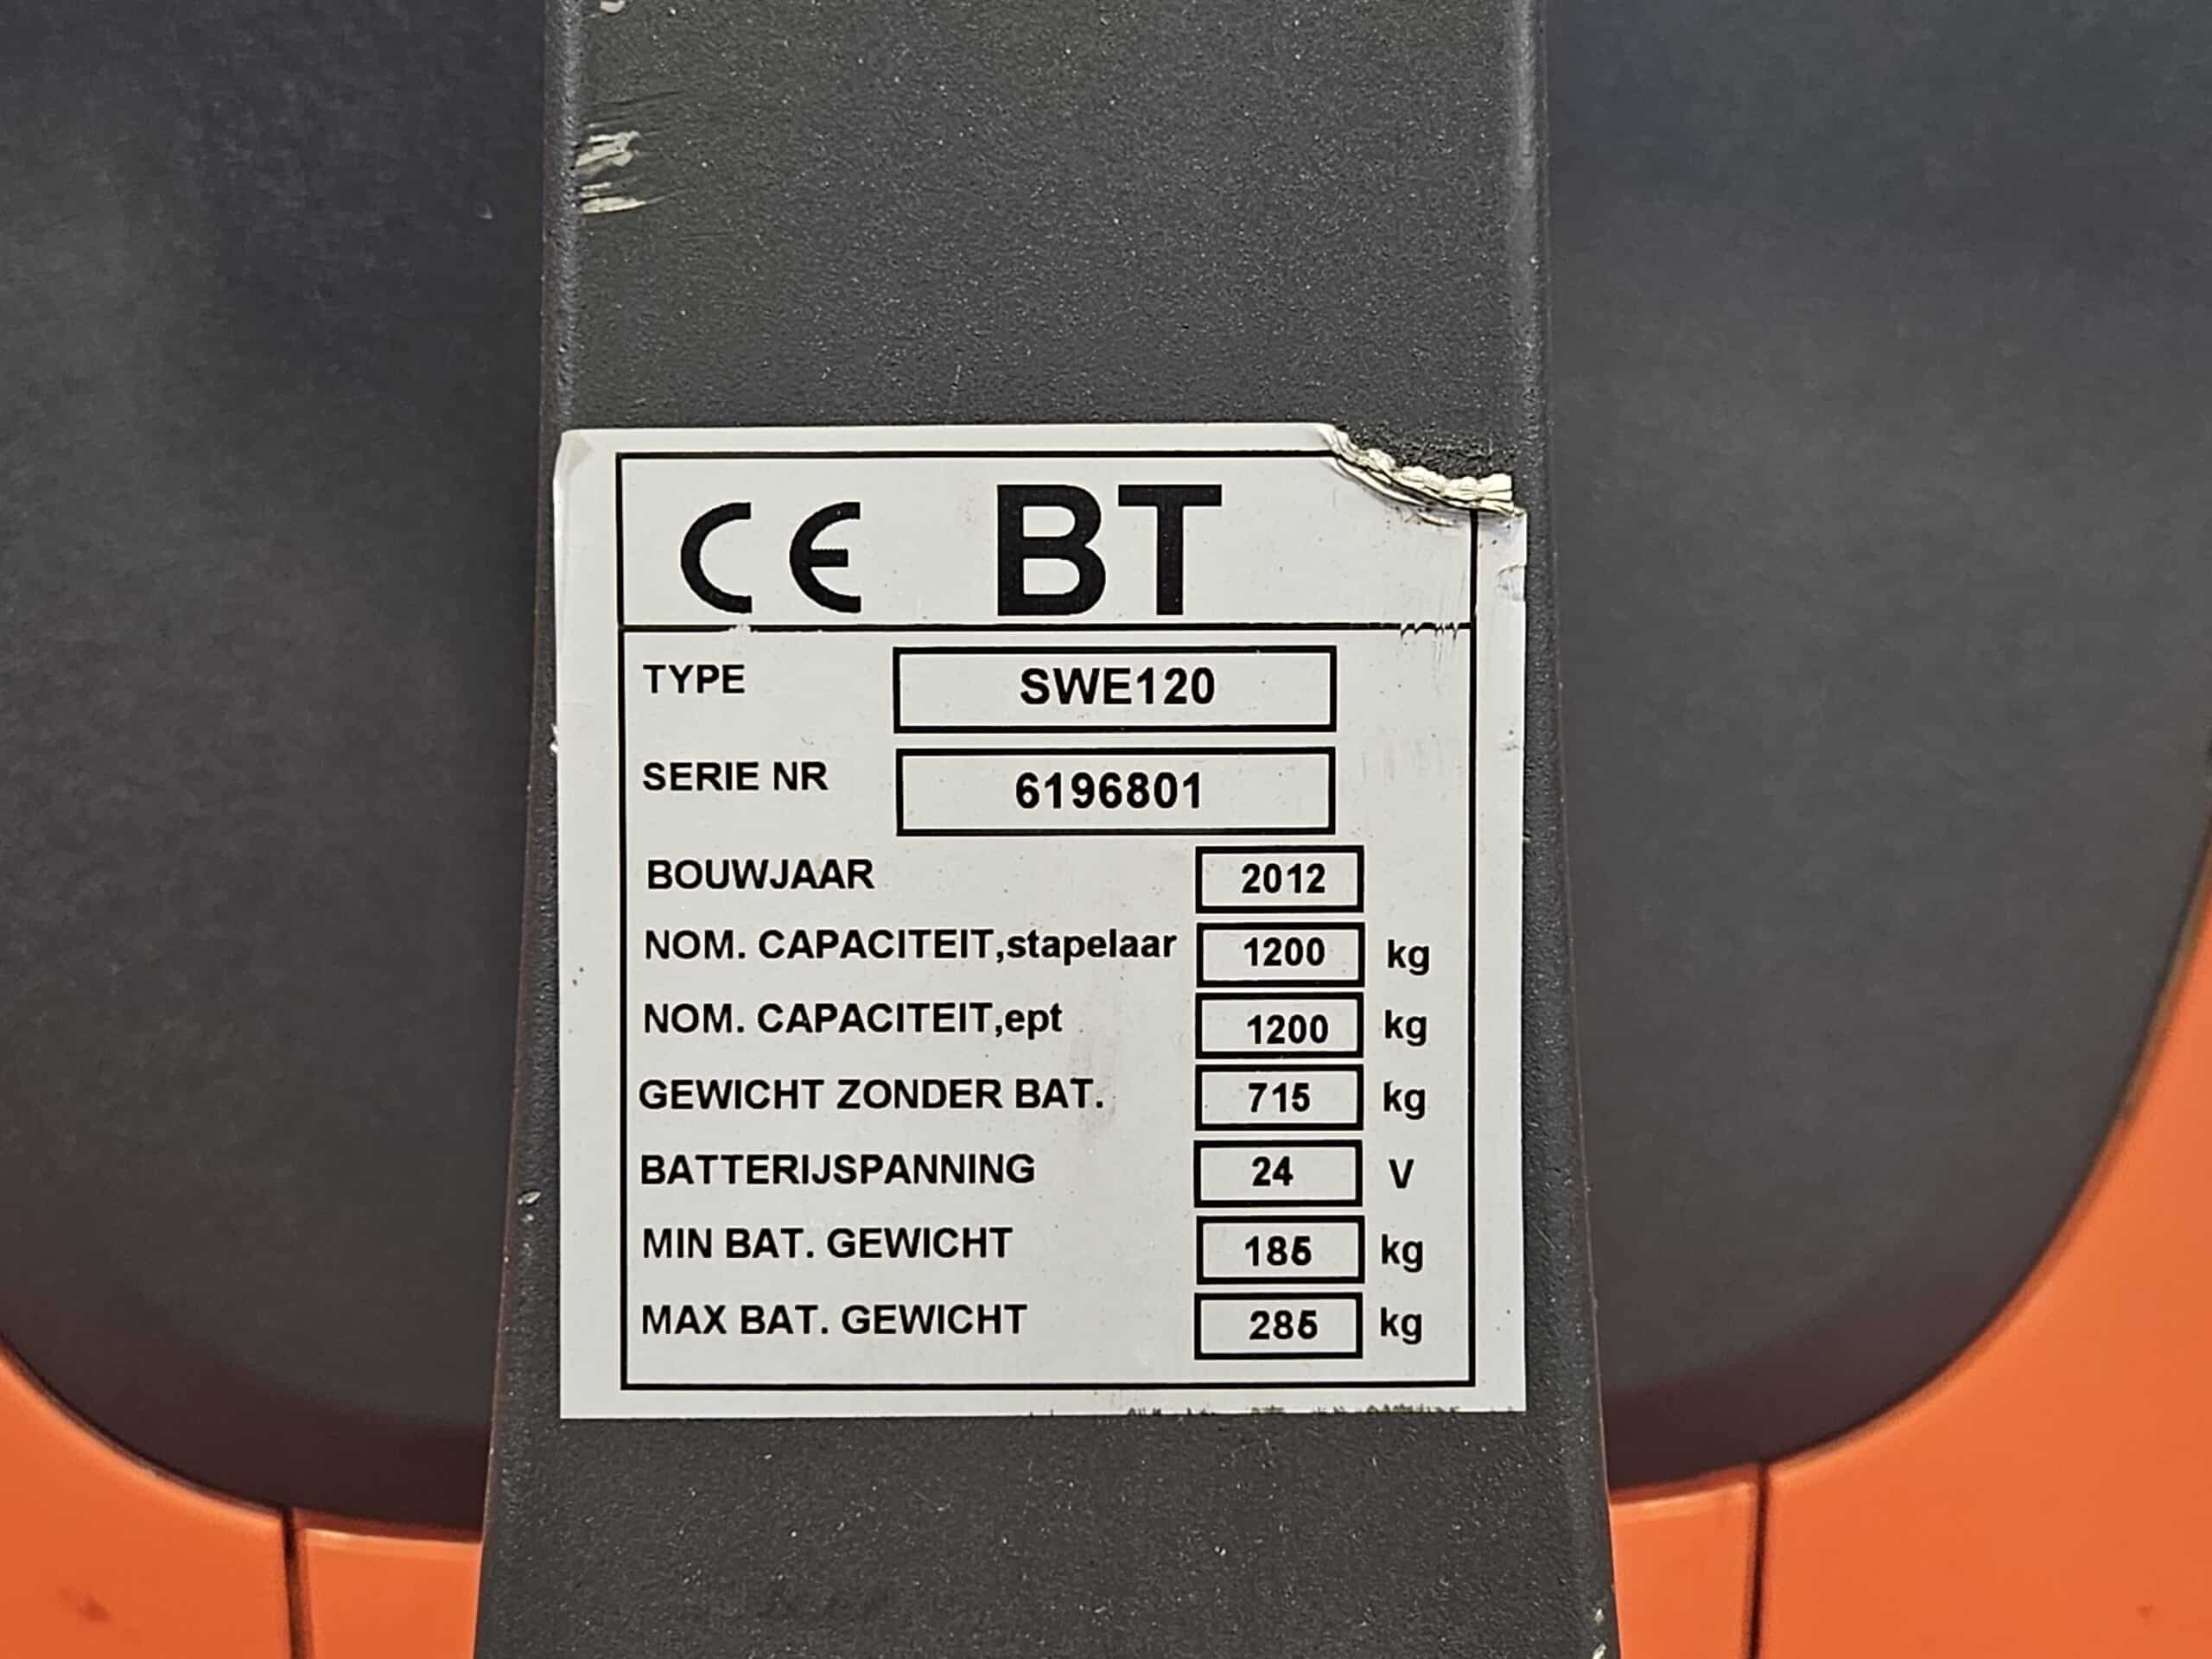 CE BT
TYPE SWE120
SERIE NR 6196801
BOUWJAAR 2012
NOM. CAPACITEIT,stapelaar 1200 kg
NOM. CAPACITEIT,ept 1200 kg
GEWICHT ZONDER BAT. 715 kg
BATTERIJSPANNING 24 V
MIN BAT. GEWICHT 185 kg
MAX BAT. GEWICHT 285 kg